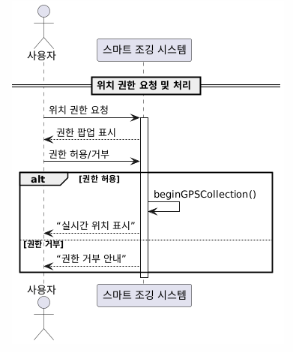 사용자
스마트 조깅 시스템
위치 권한 요청 및 처리
위치 권한 요청
권한 팝업 표시
권한 허용/거부
alt [권한 허용]
beginGPSCollection()
“실시간 위치 표시”
[권한 거부]
“권한 거부 안내”
사용자
스마트 조깅 시스템